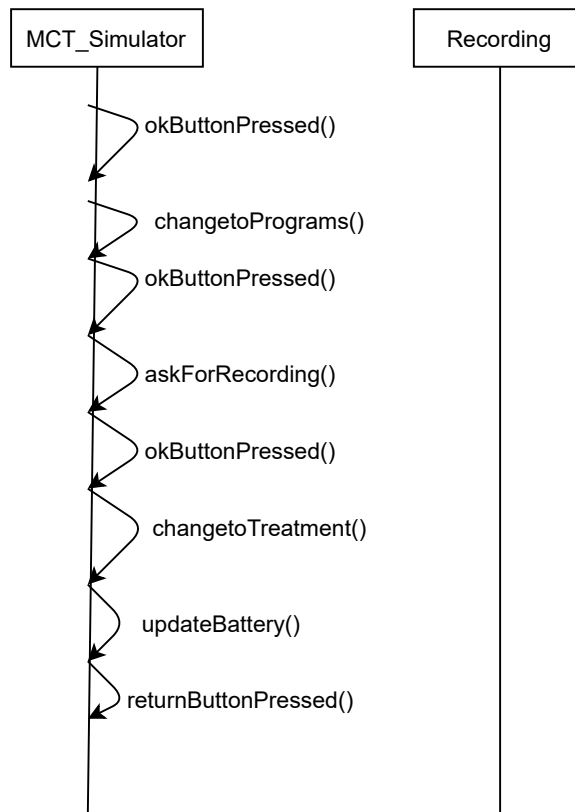 MCT_Simulator
Recording
okButtonPressed()
changetoPrograms()
okButtonPressed()
askForRecording()
okButtonPressed()
changetoTreatment()
updateBattery()
returnButtonPressed()